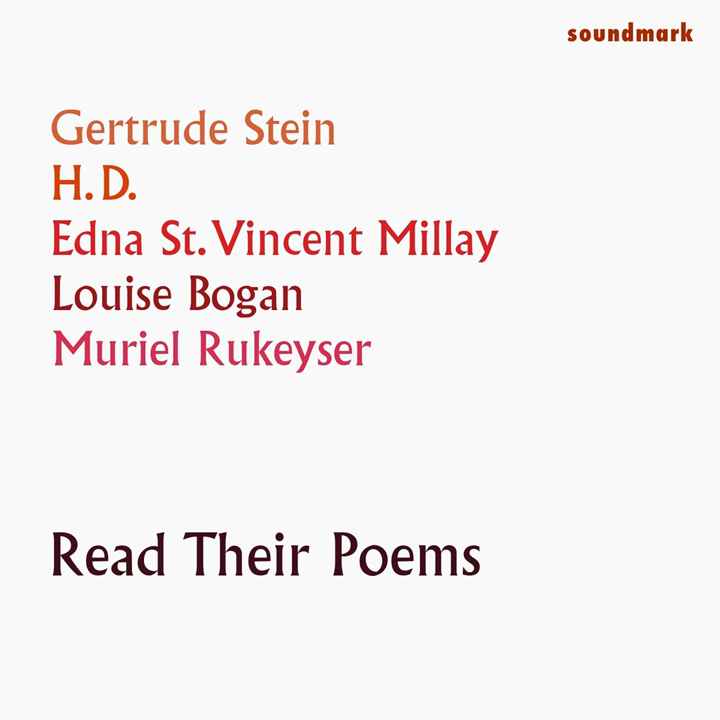 soundmark
Gertrude Stein
H. D.
Edna St. Vincent Millay
Louise Bogan
Muriel Rukeyser
Read Their Poems